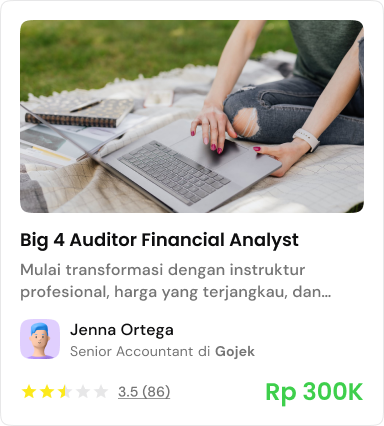 Big 4 Auditor Financial Analyst
Mulai transformasi dengan instruktur
profesional, harga yang terjangkau, dan...
Jenna Ortega
Senior Accountant di Gojek
3.5 (86)
Rp 300K